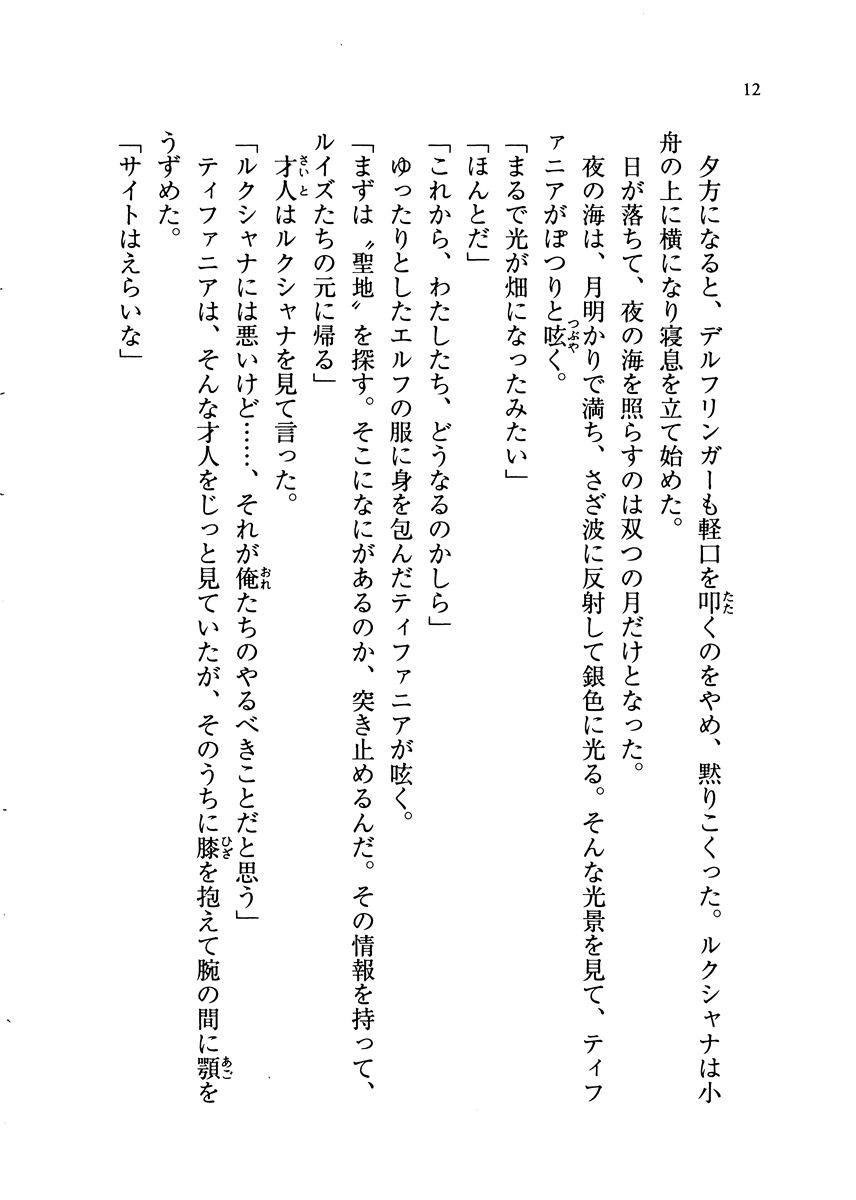 12
　夕方になると、デルフリンガーも軽口を叩くのをやめ、黙りこくった。ルクシャナは小
舟の上に横になり寝息を立て始めた。
　日が落ちて、夜の海を照らすのは双つの月だけとなった。
　夜の海は、月明かりで満ち、さざ波に反射して銀色に光る。そんな光景を見て、ティフ
ァニアがぽつりと呟く。
「まるで光が畑になったみたい」
「ほんとだ」
「これから、わたしたち、どうなるのかしら」
　ゆったりとしたエルフの服に身を包んだティファニアが呟く。
「まずは〝聖地〟を探す。そこになにがあるのか、突き止めるんだ。その情報を持って、
ルイズたちの元に帰る」
　才人はルクシャナを見て言った。
「ルクシャナには悪いけど……、それが俺たちのやるべきことだと思う」
　ティファニアは、そんな才人をじっと見ていたが、そのうちに膝を抱えて腕の間に顎を
うずめた。
「サイトはえらいな」